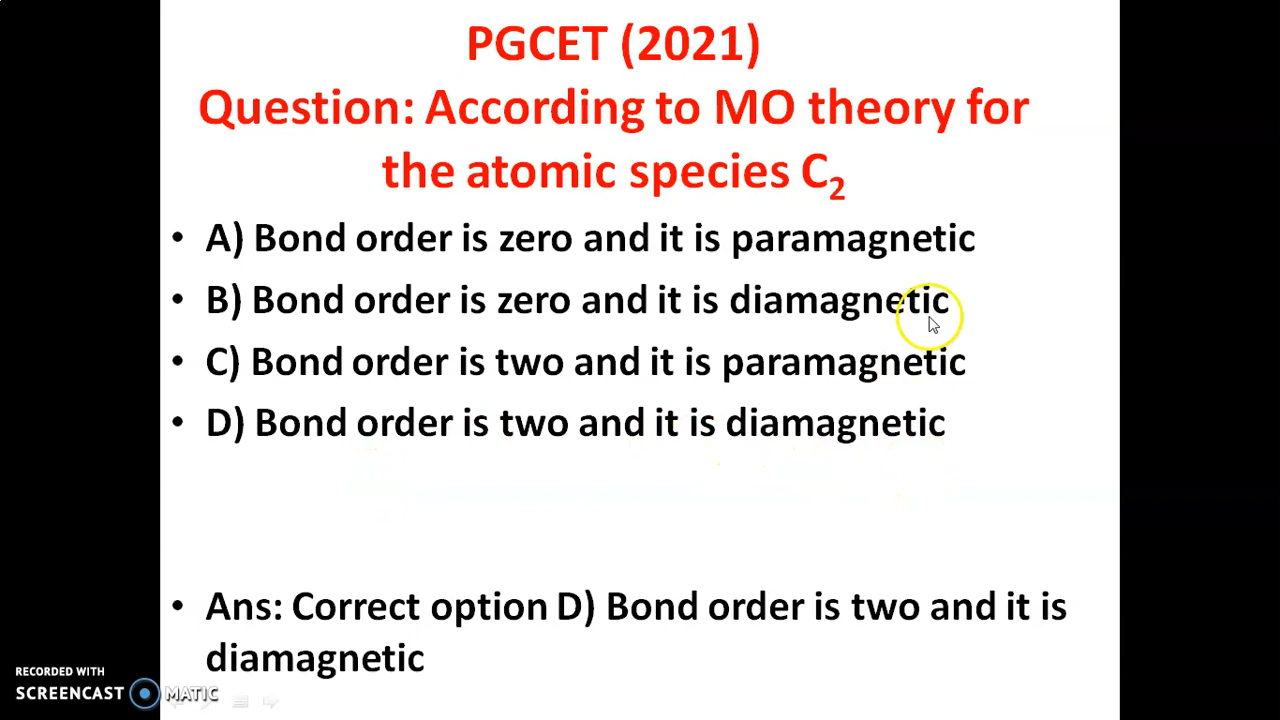 PGCET (2021)
Question: According to MO theory for
the atomic species C₂
• A) Bond order is zero and it is paramagnetic
• B) Bond order is zero and it is diamagnetic
• C) Bond order is two and it is paramagnetic
• D) Bond order is two and it is diamagnetic
• Ans: Correct option D) Bond order is two and it is
diamagnetic
RECORDED WITH
SCREENCAST MATIC